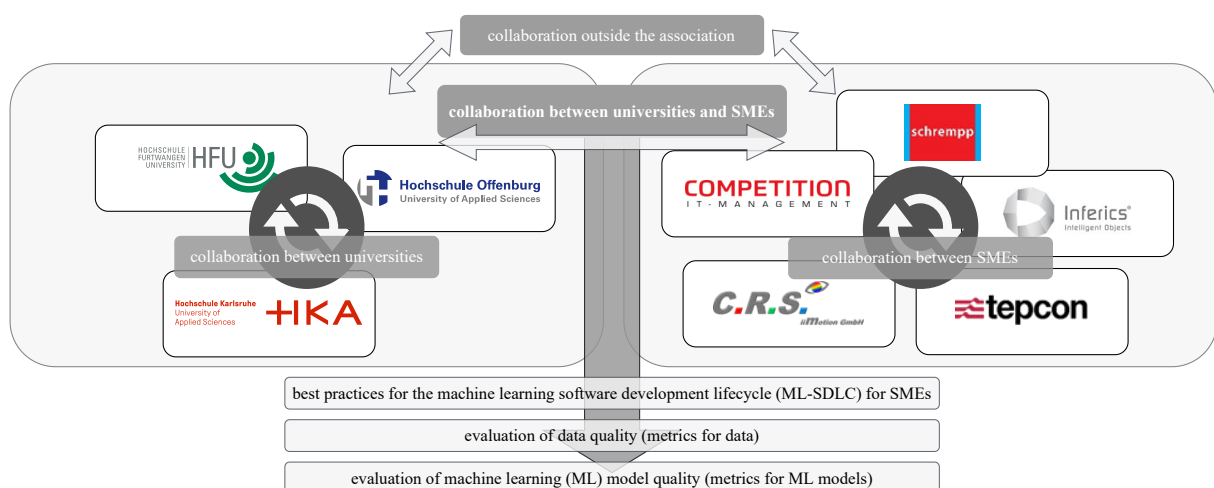 collaboration outside the association
collaboration between universities and SMEs
HOCHSCHULE
FURTWANGEN
UNIVERSITY
HFU
Hochschule Offenburg
University of Applied Sciences
collaboration between universities
Hochschule Karlsruhe
University of
Applied Sciences
HKA
schrempp
COMPETITION
IT-MANAGEMENT
Inferics®
Intelligent Objects
collaboration between SMEs
C.R.S.
iiMotion GmbH
tepcon
best practices for the machine learning software development lifecycle (ML-SDLC) for SMEs
evaluation of data quality (metrics for data)
evaluation of machine learning (ML) model quality (metrics for ML models)